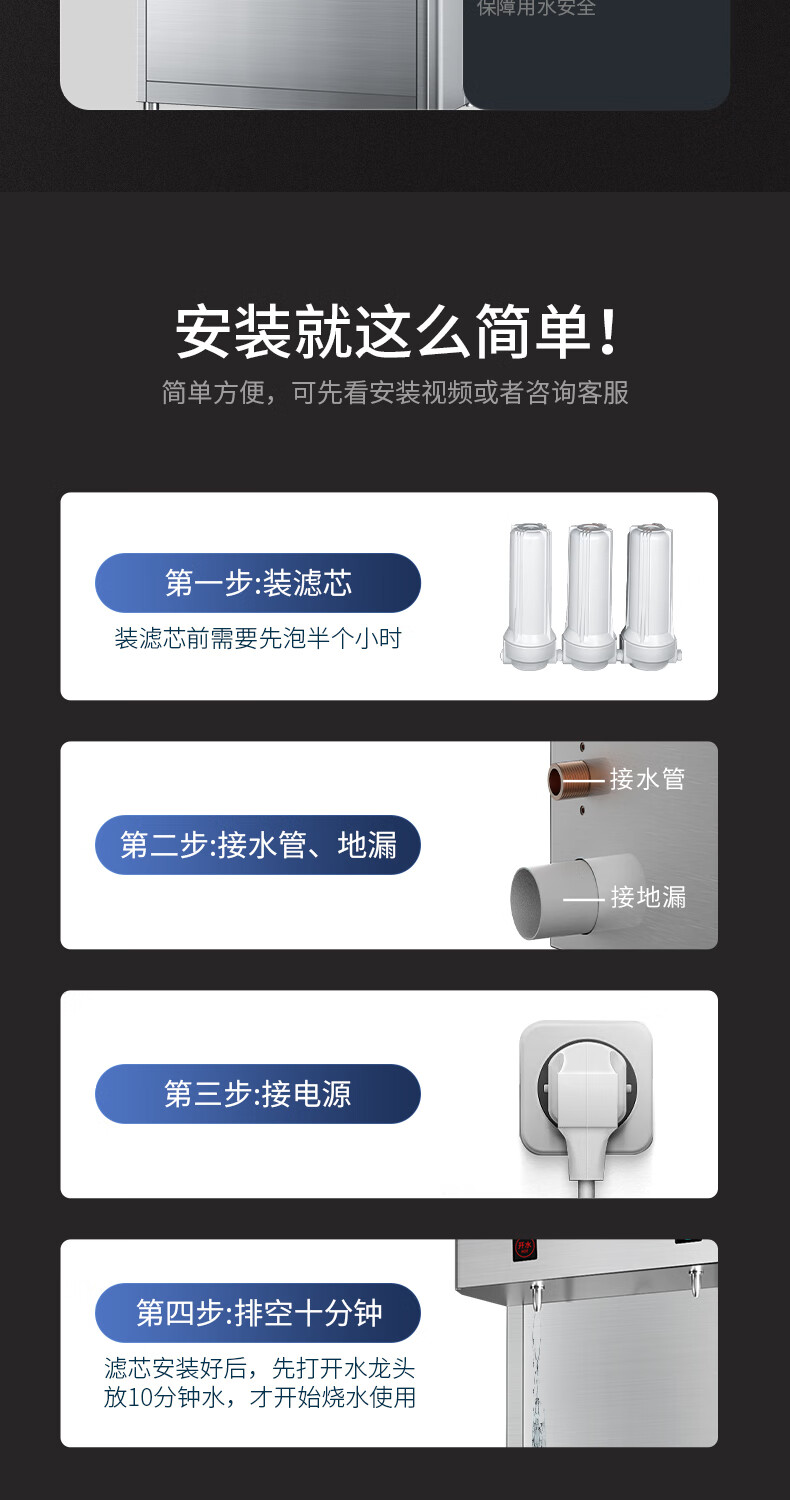 保障用水安全
安装就这么简单！
简单方便，可先看安装视频或者咨询客服
第一步:装滤芯
装滤芯前需要先泡半个小时
接水管
第二步:接水管、地漏
接地漏
第三步:接电源
开水
第四步:排空十分钟
滤芯安装好后，先打开水龙头
放10分钟水，才开始烧水使用